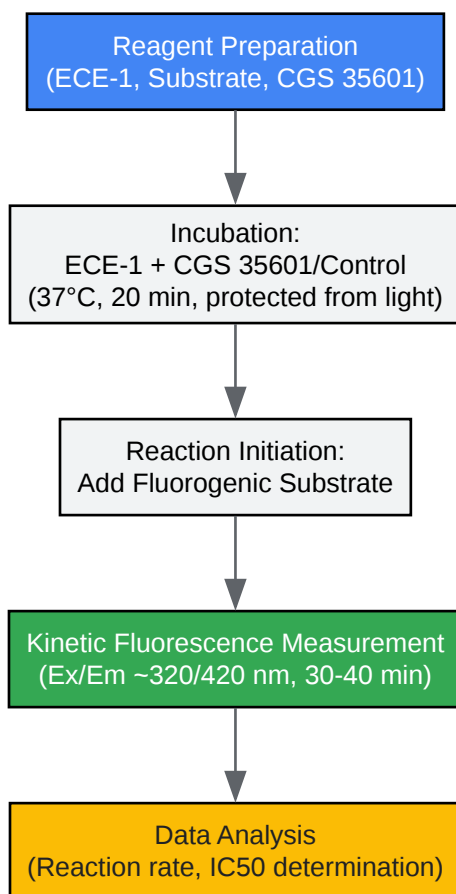 Reagent Preparation
(ECE-1, Substrate, CGS 35601)
Incubation:
ECE-1 + CGS 35601/Control
(37°C, 20 min, protected from light)
Reaction Initiation:
Add Fluorogenic Substrate
Kinetic Fluorescence Measurement
(Ex/Em ~320/420 nm, 30-40 min)
Data Analysis
(Reaction rate, IC50 determination)